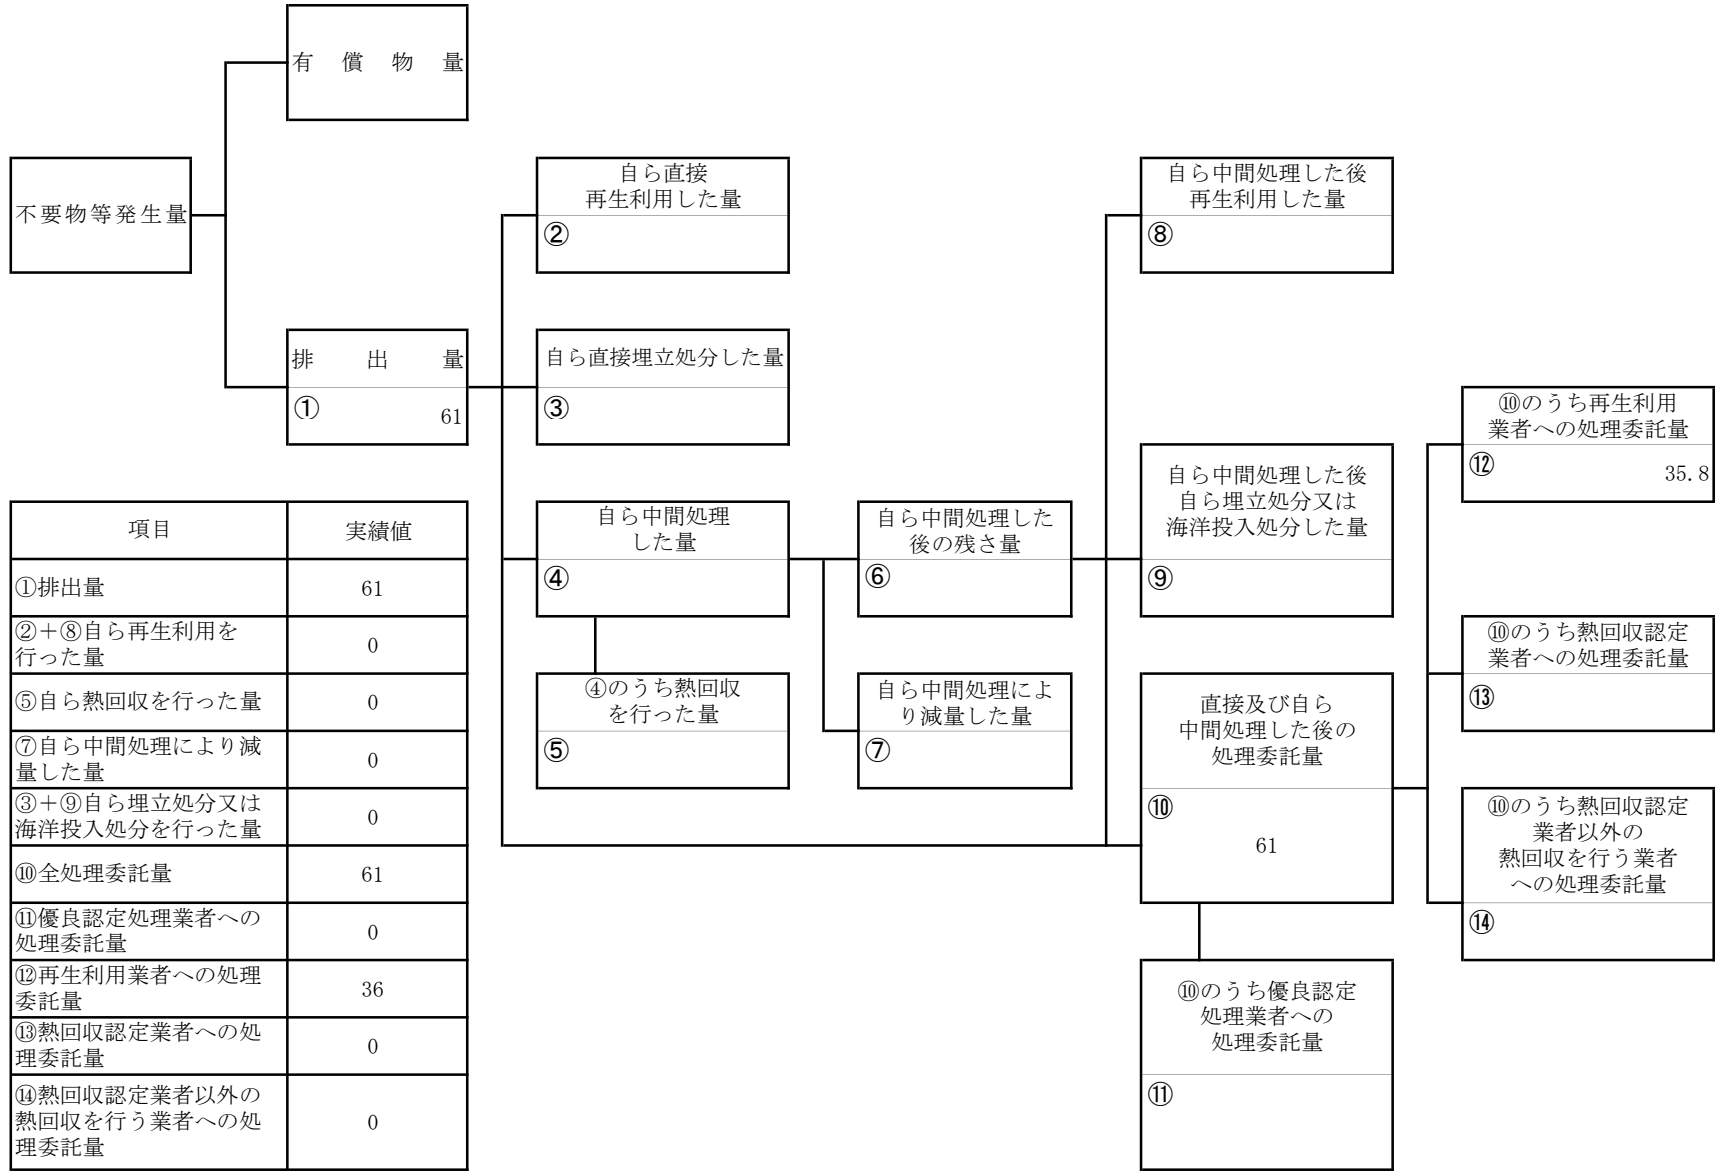 有償物量
不要物等発生量
排出量
①
61
自ら直接
再生利用した量
②
自ら直接埋立処分した量
③
自ら中間処理
した量
④
④のうち熱回収
を行った量
⑤
自ら中間処理した
後の残さ量
⑥
自ら中間処理によ
り減量した量
⑦
自ら中間処理した後
再生利用した量
⑧
自ら中間処理した後
自ら埋立処分又は
海洋投入処分した量
⑨
直接及び自ら
中間処理した後の
処理委託量
⑩
61
⑩のうち優良認定
処理業者への
処理委託量
⑪
⑩のうち再生利用
業者への処理委託量
⑫
35.8
⑩のうち熱回収認定
業者への処理委託量
⑬
⑩のうち熱回収認定
業者以外の
熱回収を行う業者
への処理委託量
⑭
項目 実績値
①排出量 61
②＋⑧自ら再生利用を
行った量 0
⑤自ら熱回収を行った量 0
⑦自ら中間処理により減
量した量 0
③＋⑨自ら埋立処分又は
海洋投入処分を行った量 0
⑩全処理委託量 61
⑪優良認定処理業者への
処理委託量 0
⑫再生利用業者への処理
委託量 36
⑬熱回収認定業者への処
理委託量 0
⑭熱回収認定業者以外の
熱回収を行う業者への処
理委託量 0